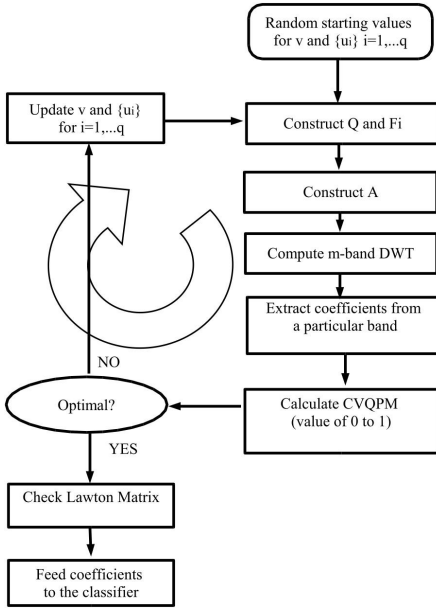 Random starting values
for v and {ui} i=1,...q
Update v and {ui}
for i=1,...q
Construct Q and Fi
Construct A
Compute m-band DWT
Extract coefficients from
a particular band
NO
Optimal?
Calculate CVQPM
(value of 0 to 1)
YES
Check Lawton Matrix
Feed coefficients
to the classifier